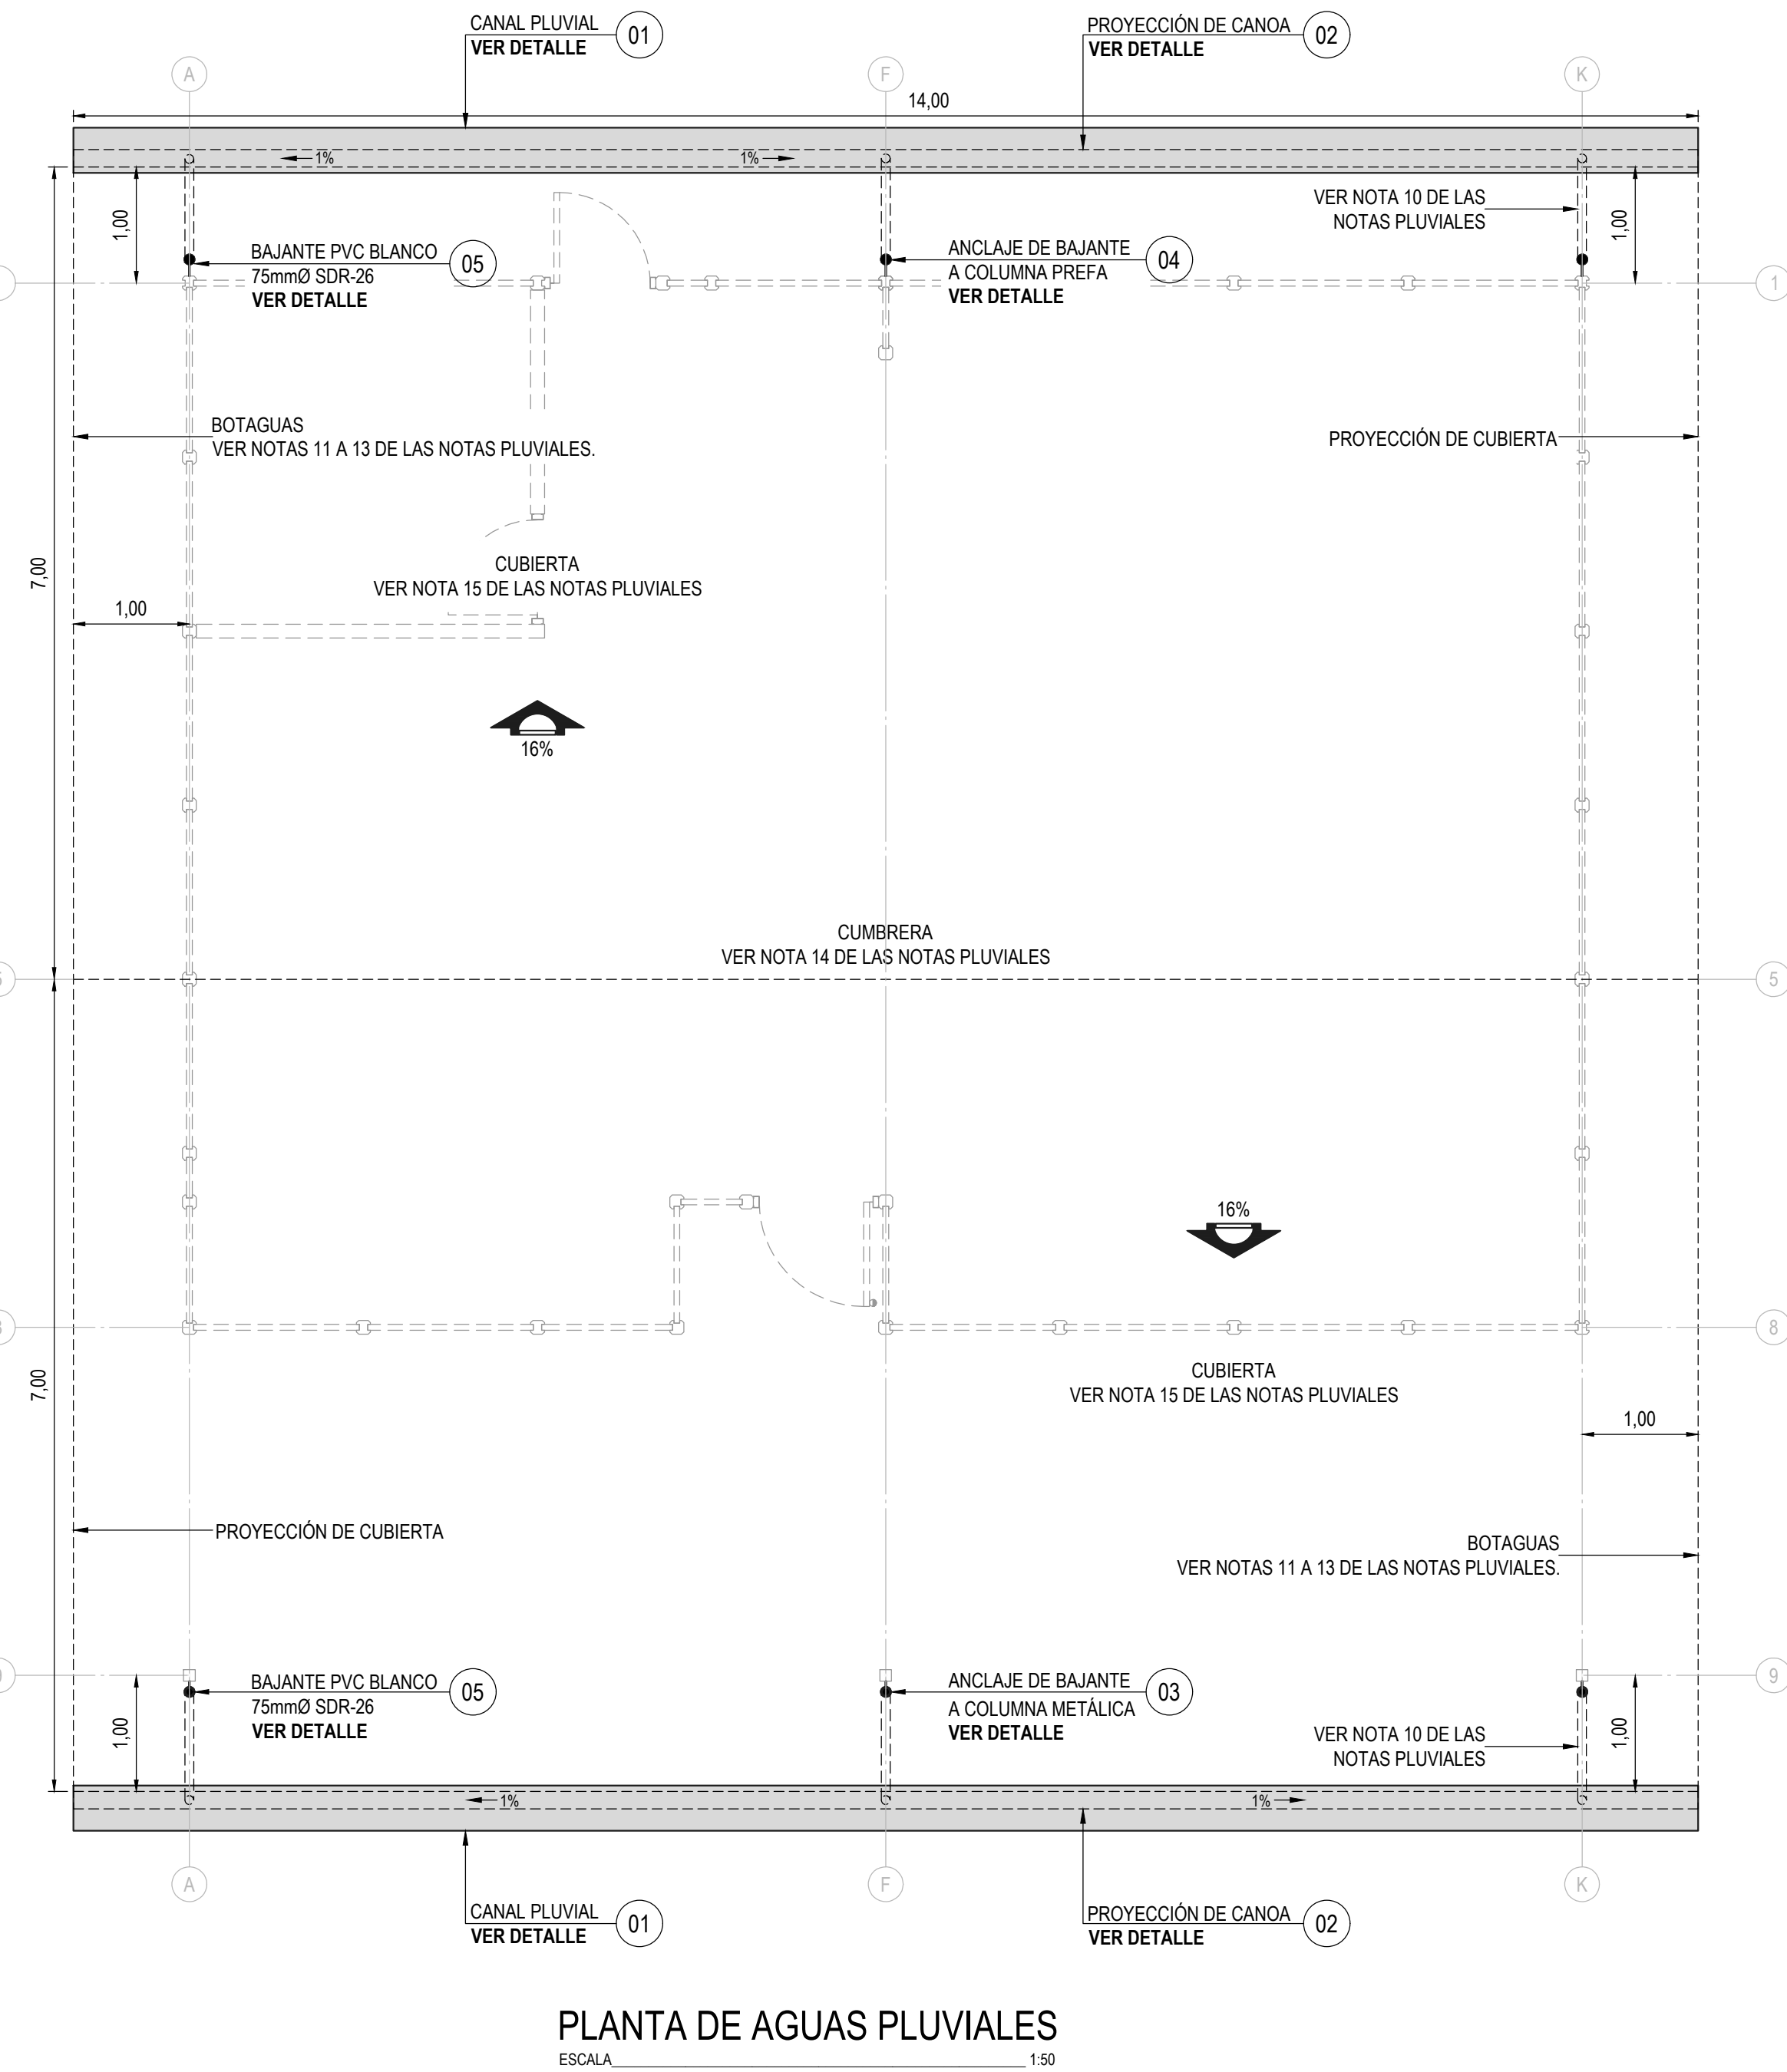 CANAL PLUVIAL
VER DETALLE
01
PROYECCIÓN DE CANOA
VER DETALLE
02
A
F
K
14,00
1%
1%
1,00
VER NOTA 10 DE LAS
NOTAS PLUVIALES
1,00
BAJANTE PVC BLANCO
75mmØ SDR-26
VER DETALLE
05
ANCLAJE DE BAJANTE
A COLUMNA PREFA
VER DETALLE
04
1
BOTAGUAS
VER NOTAS 11 A 13 DE LAS NOTAS PLUVIALES.
PROYECCIÓN DE CUBIERTA
7,00
CUBIERTA
VER NOTA 15 DE LAS NOTAS PLUVIALES
1,00
16%
CUMBRERA
VER NOTA 14 DE LAS NOTAS PLUVIALES
5
16%
8
7,00
CUBIERTA
VER NOTA 15 DE LAS NOTAS PLUVIALES
1,00
PROYECCIÓN DE CUBIERTA
BOTAGUAS
VER NOTAS 11 A 13 DE LAS NOTAS PLUVIALES.
BAJANTE PVC BLANCO
75mmØ SDR-26
VER DETALLE
05
ANCLAJE DE BAJANTE
A COLUMNA METÁLICA
VER DETALLE
03
9
1,00
VER NOTA 10 DE LAS
NOTAS PLUVIALES
1,00
1%
1%
A
F
K
CANAL PLUVIAL
VER DETALLE
01
PROYECCIÓN DE CANOA
VER DETALLE
02
PLANTA DE AGUAS PLUVIALES
ESCALA 1:50